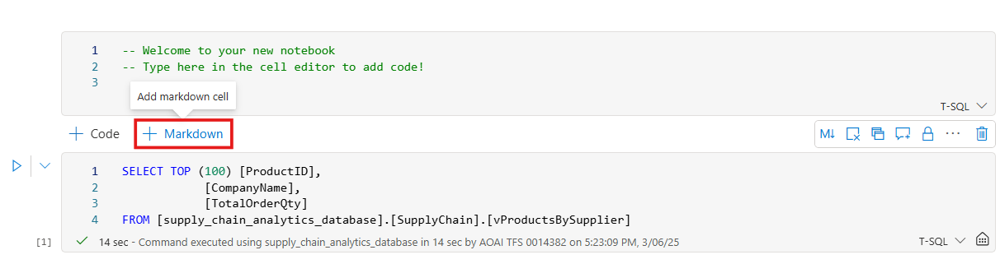 1 -- Welcome to your new notebook
2 -- Type here in the cell editor to add code!
3
Add markdown cell
T-SQL
+ Code + Markdown
M↓ ···
1 SELECT TOP (100) [ProductID],
2 [CompanyName],
3 [TotalOrderQty]
4 FROM [supply_chain_analytics_database].[SupplyChain].[vProductsBySupplier]
[1] 14 sec - Command executed using supply_chain_analytics_database in 14 sec by AOAI TFS 0014382 on 5:23:09 PM, 3/06/25 T-SQL